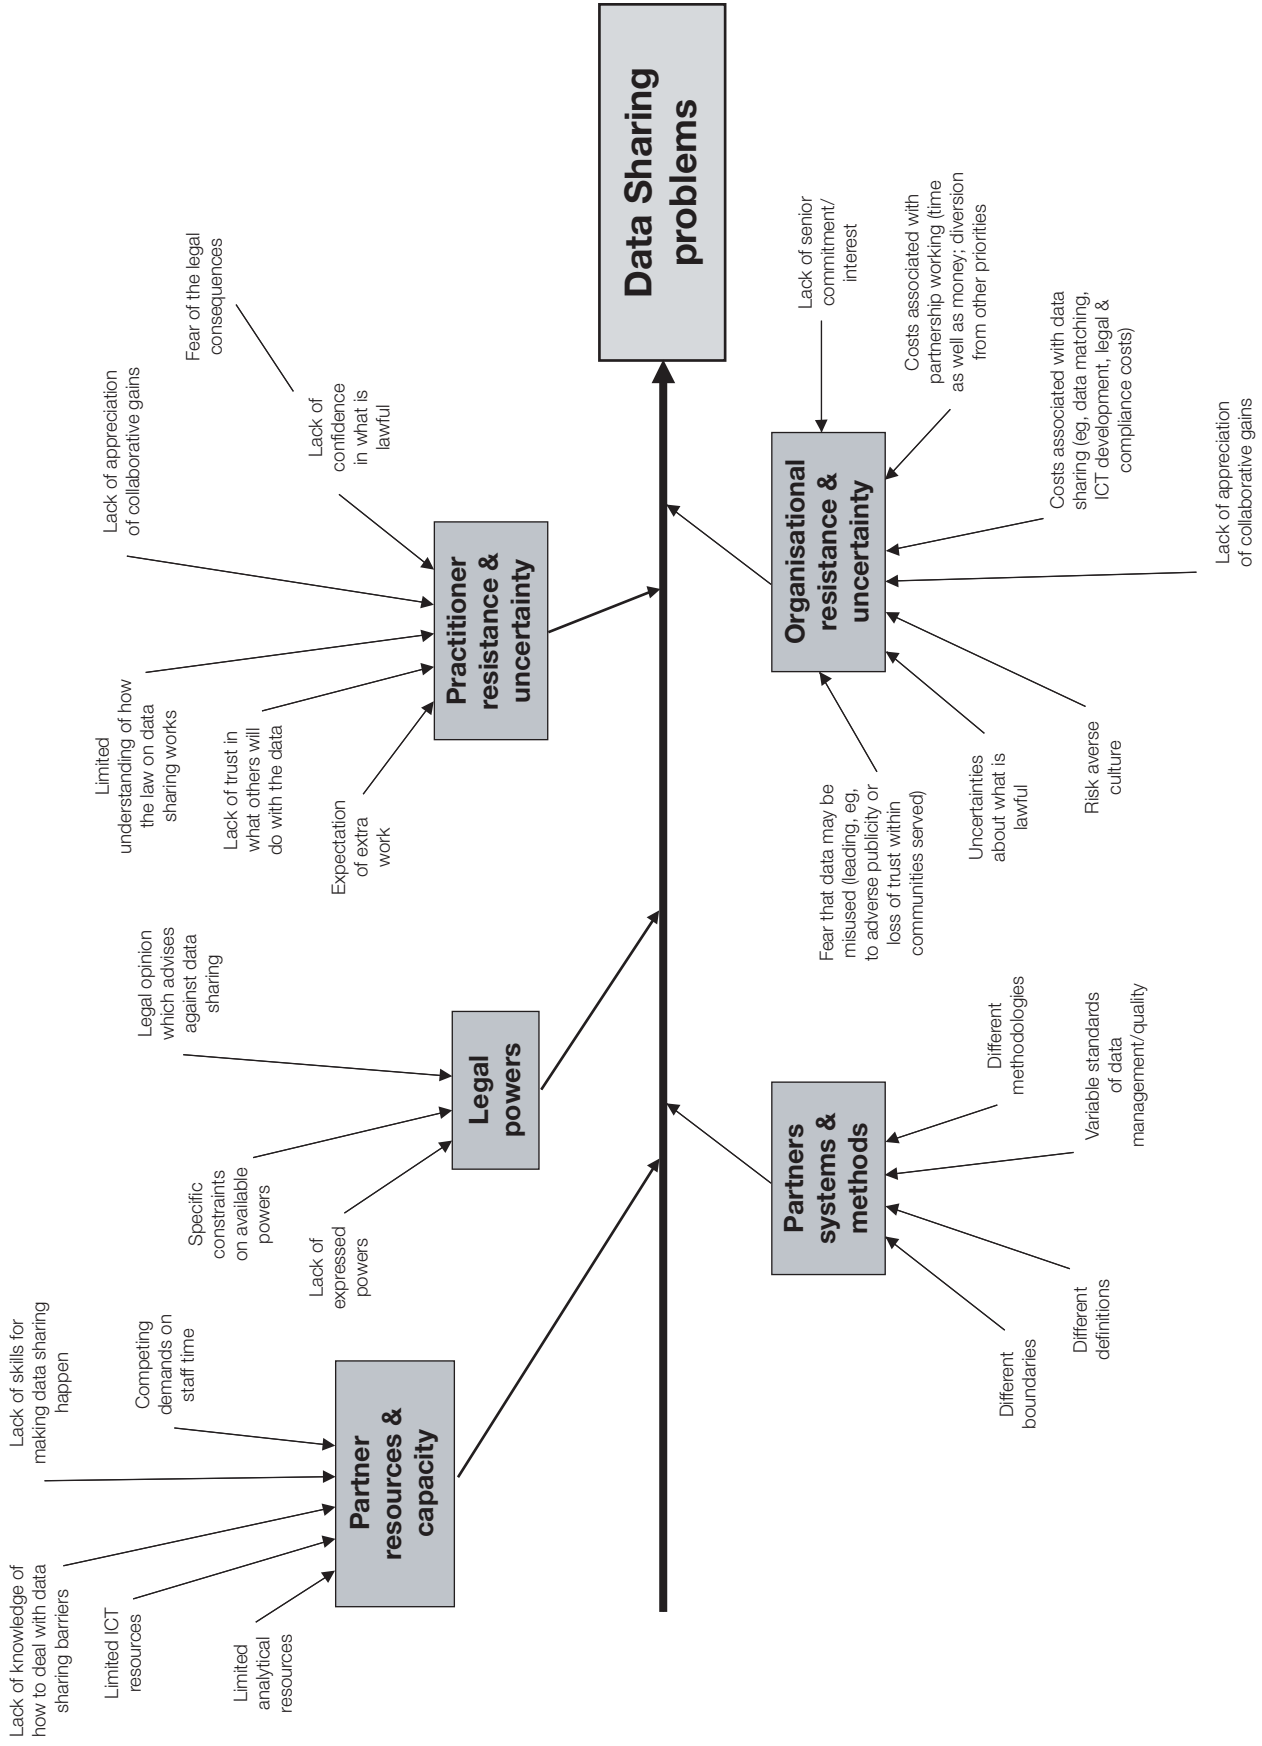 Lack of knowledge of
how to deal with data
sharing barriers
Lack of skills for
making data sharing
happen
Limited ICT
resources
Competing
demands on
staff time
Limited
analytical
resources
Partner
resources &
capacity
Legal opinion
which advises
against data
sharing
Specific
constraints
on available
powers
Lack of
expressed
powers
Legal
powers
Limited
understanding of how
the law on data
sharing works
Lack of appreciation
of collaborative gains
Fear of the legal
consequences
Lack of trust in
what others will
do with the data
Lack of
confidence
in what is
lawful
Expectation
of extra
work
Practitioner
resistance &
uncertainty
Data Sharing
problems
Partners
systems &
methods
Different
boundaries
Different
definitions
Different
methodologies
Variable standards
of data
management/quality
Organisational
resistance &
uncertainty
Fear that data may be
misused (leading, eg,
to adverse publicity or
loss of trust within
communities served)
Uncertainties
about what is
lawful
Risk averse
culture
Lack of senior
commitment/
interest
Costs associated with
partnership working (time
as well as money; diversion
from other priorities
Costs associated with data
sharing (eg, data matching,
ICT development, legal &
compliance costs)
Lack of appreciation
of collaborative gains